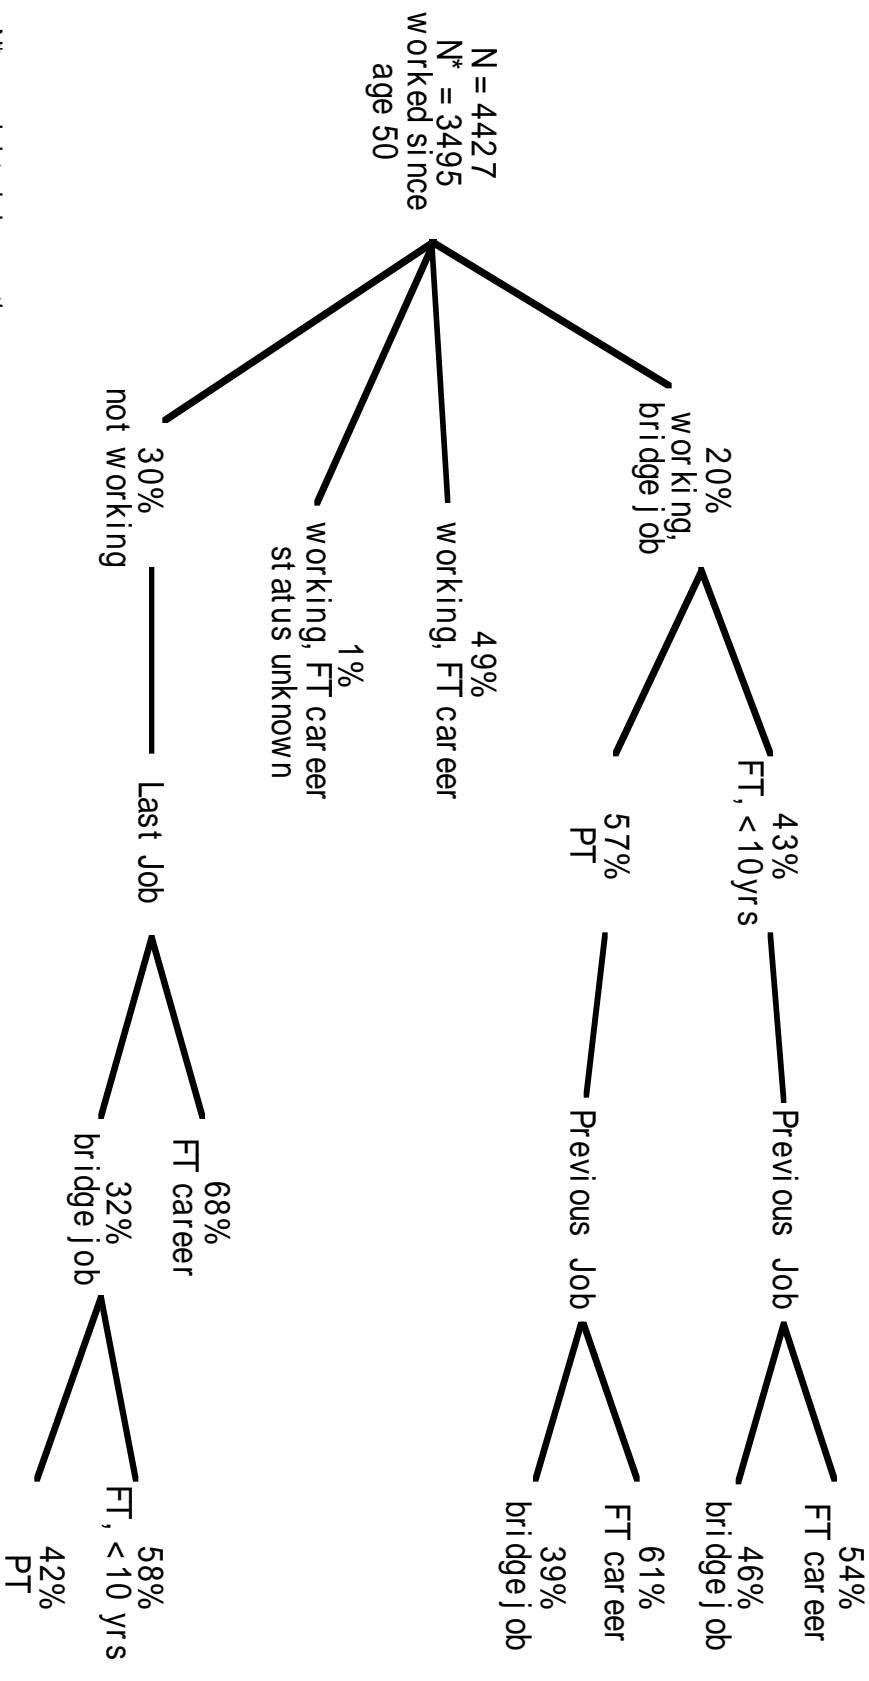 N = 4427
N* = 3495
worked since
age 50
20%
working,
bridge job
43%
FT, <10yrs
Previous Job
54%
FT career
46%
bridge job
57%
PT
Previous Job
61%
FT career
39%
bridge job
49%
working, FT career
1%
working, FT career
status unknown
30%
not working
Last Job
68%
FT career
32%
bridge job
58%
FT, <10 yrs
42%
PT